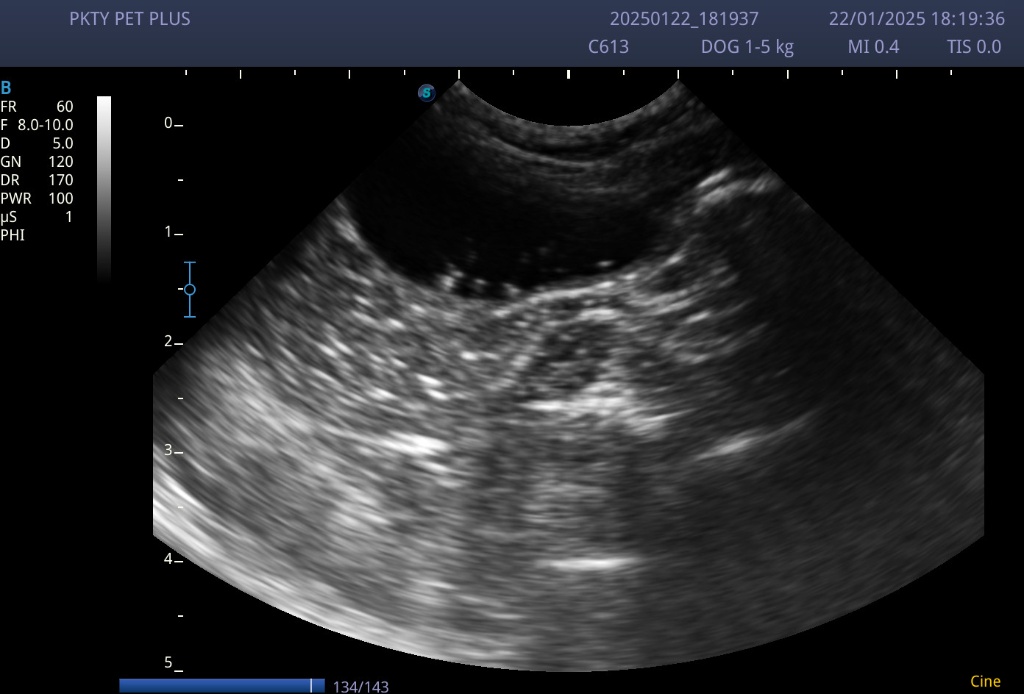 PKTY PET PLUS
20250122_181937
22/01/2025 18:19:36
C613
DOG 1-5 kg
MI 0.4
TIS 0.0
B
FR 60
F 8.0-10.0
D 5.0
GN 120
DR 170
PWR 100
µS 1
PHI
S
0
1
2
3
4
5
134/143
Cine